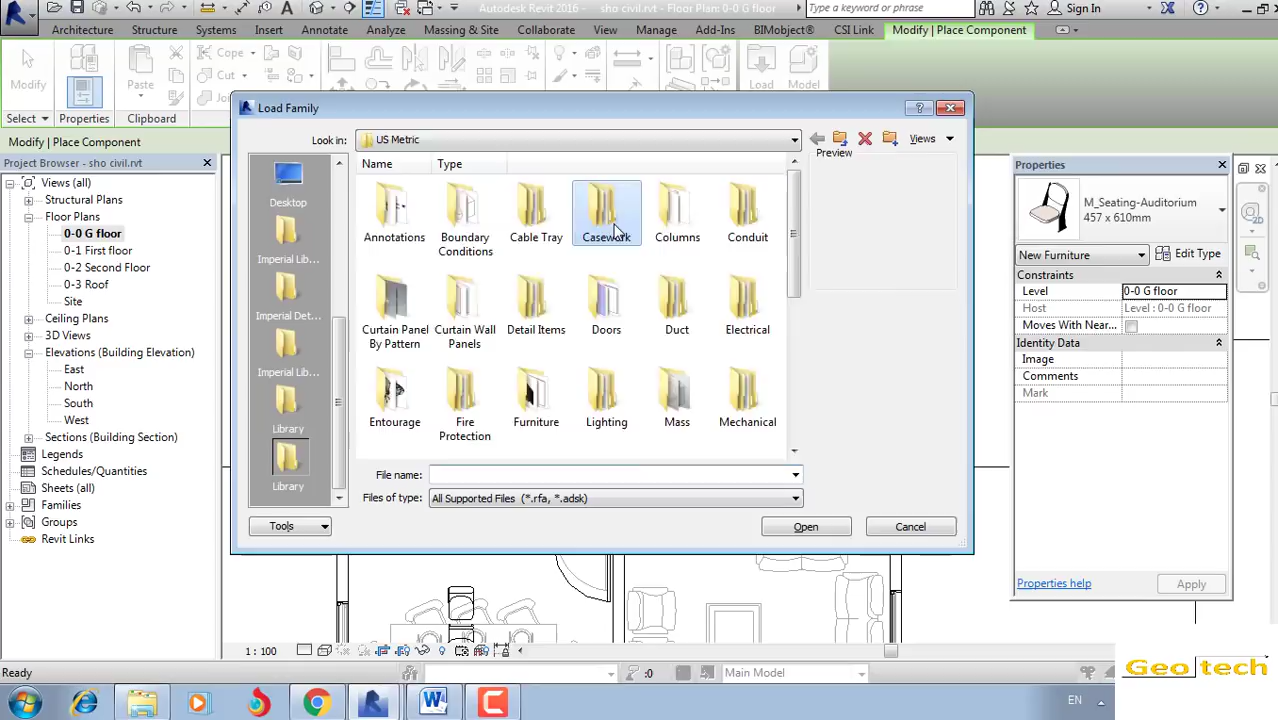 Autodesk Revit 2016 - sho civil.rvt - Floor Plan: 0-0 G floor
Type a keyword or phrase
Sign In
Architecture Structure Systems Insert Annotate Analyze Massing & Site Collaborate View Manage Add-Ins BIMobject® CSI Link Modify | Place Component
Modify
Paste
Cope
Cut
Load
Model
Select
Properties
Clipboard
Modify | Place Component
Project Browser - sho civil.rvt
Views (all)
Structural Plans
Floor Plans
0-0 G floor
0-1 First floor
0-2 Second Floor
0-3 Roof
Site
Ceiling Plans
3D Views
Elevations (Building Elevation)
East
North
South
West
Sections (Building Section)
Legends
Schedules/Quantities
Sheets (all)
Families
Groups
Revit Links
Load Family
Look in:
US Metric
Views
Name
Type
Preview
Desktop
Imperial Lib...
Imperial Det...
Imperial Lib...
Library
Library
Annotations
Boundary Conditions
Cable Tray
Casework
Columns
Conduit
Curtain Panel By Pattern
Curtain Wall Panels
Detail Items
Doors
Duct
Electrical
Entourage
Fire Protection
Furniture
Lighting
Mass
Mechanical
File name:
Files of type:
All Supported Files (*.rfa, *.adsk)
Tools
Open
Cancel
Properties
M_Seating-Auditorium
457 x 610mm
New Furniture
Edit Type
Constraints
Level 0-0 G floor
Host Level : 0-0 G floor
Moves With Near...
Identity Data
Image
Comments
Mark
Properties help
Apply
1 : 100
Ready
:0
Main Model
EN
Geo tech